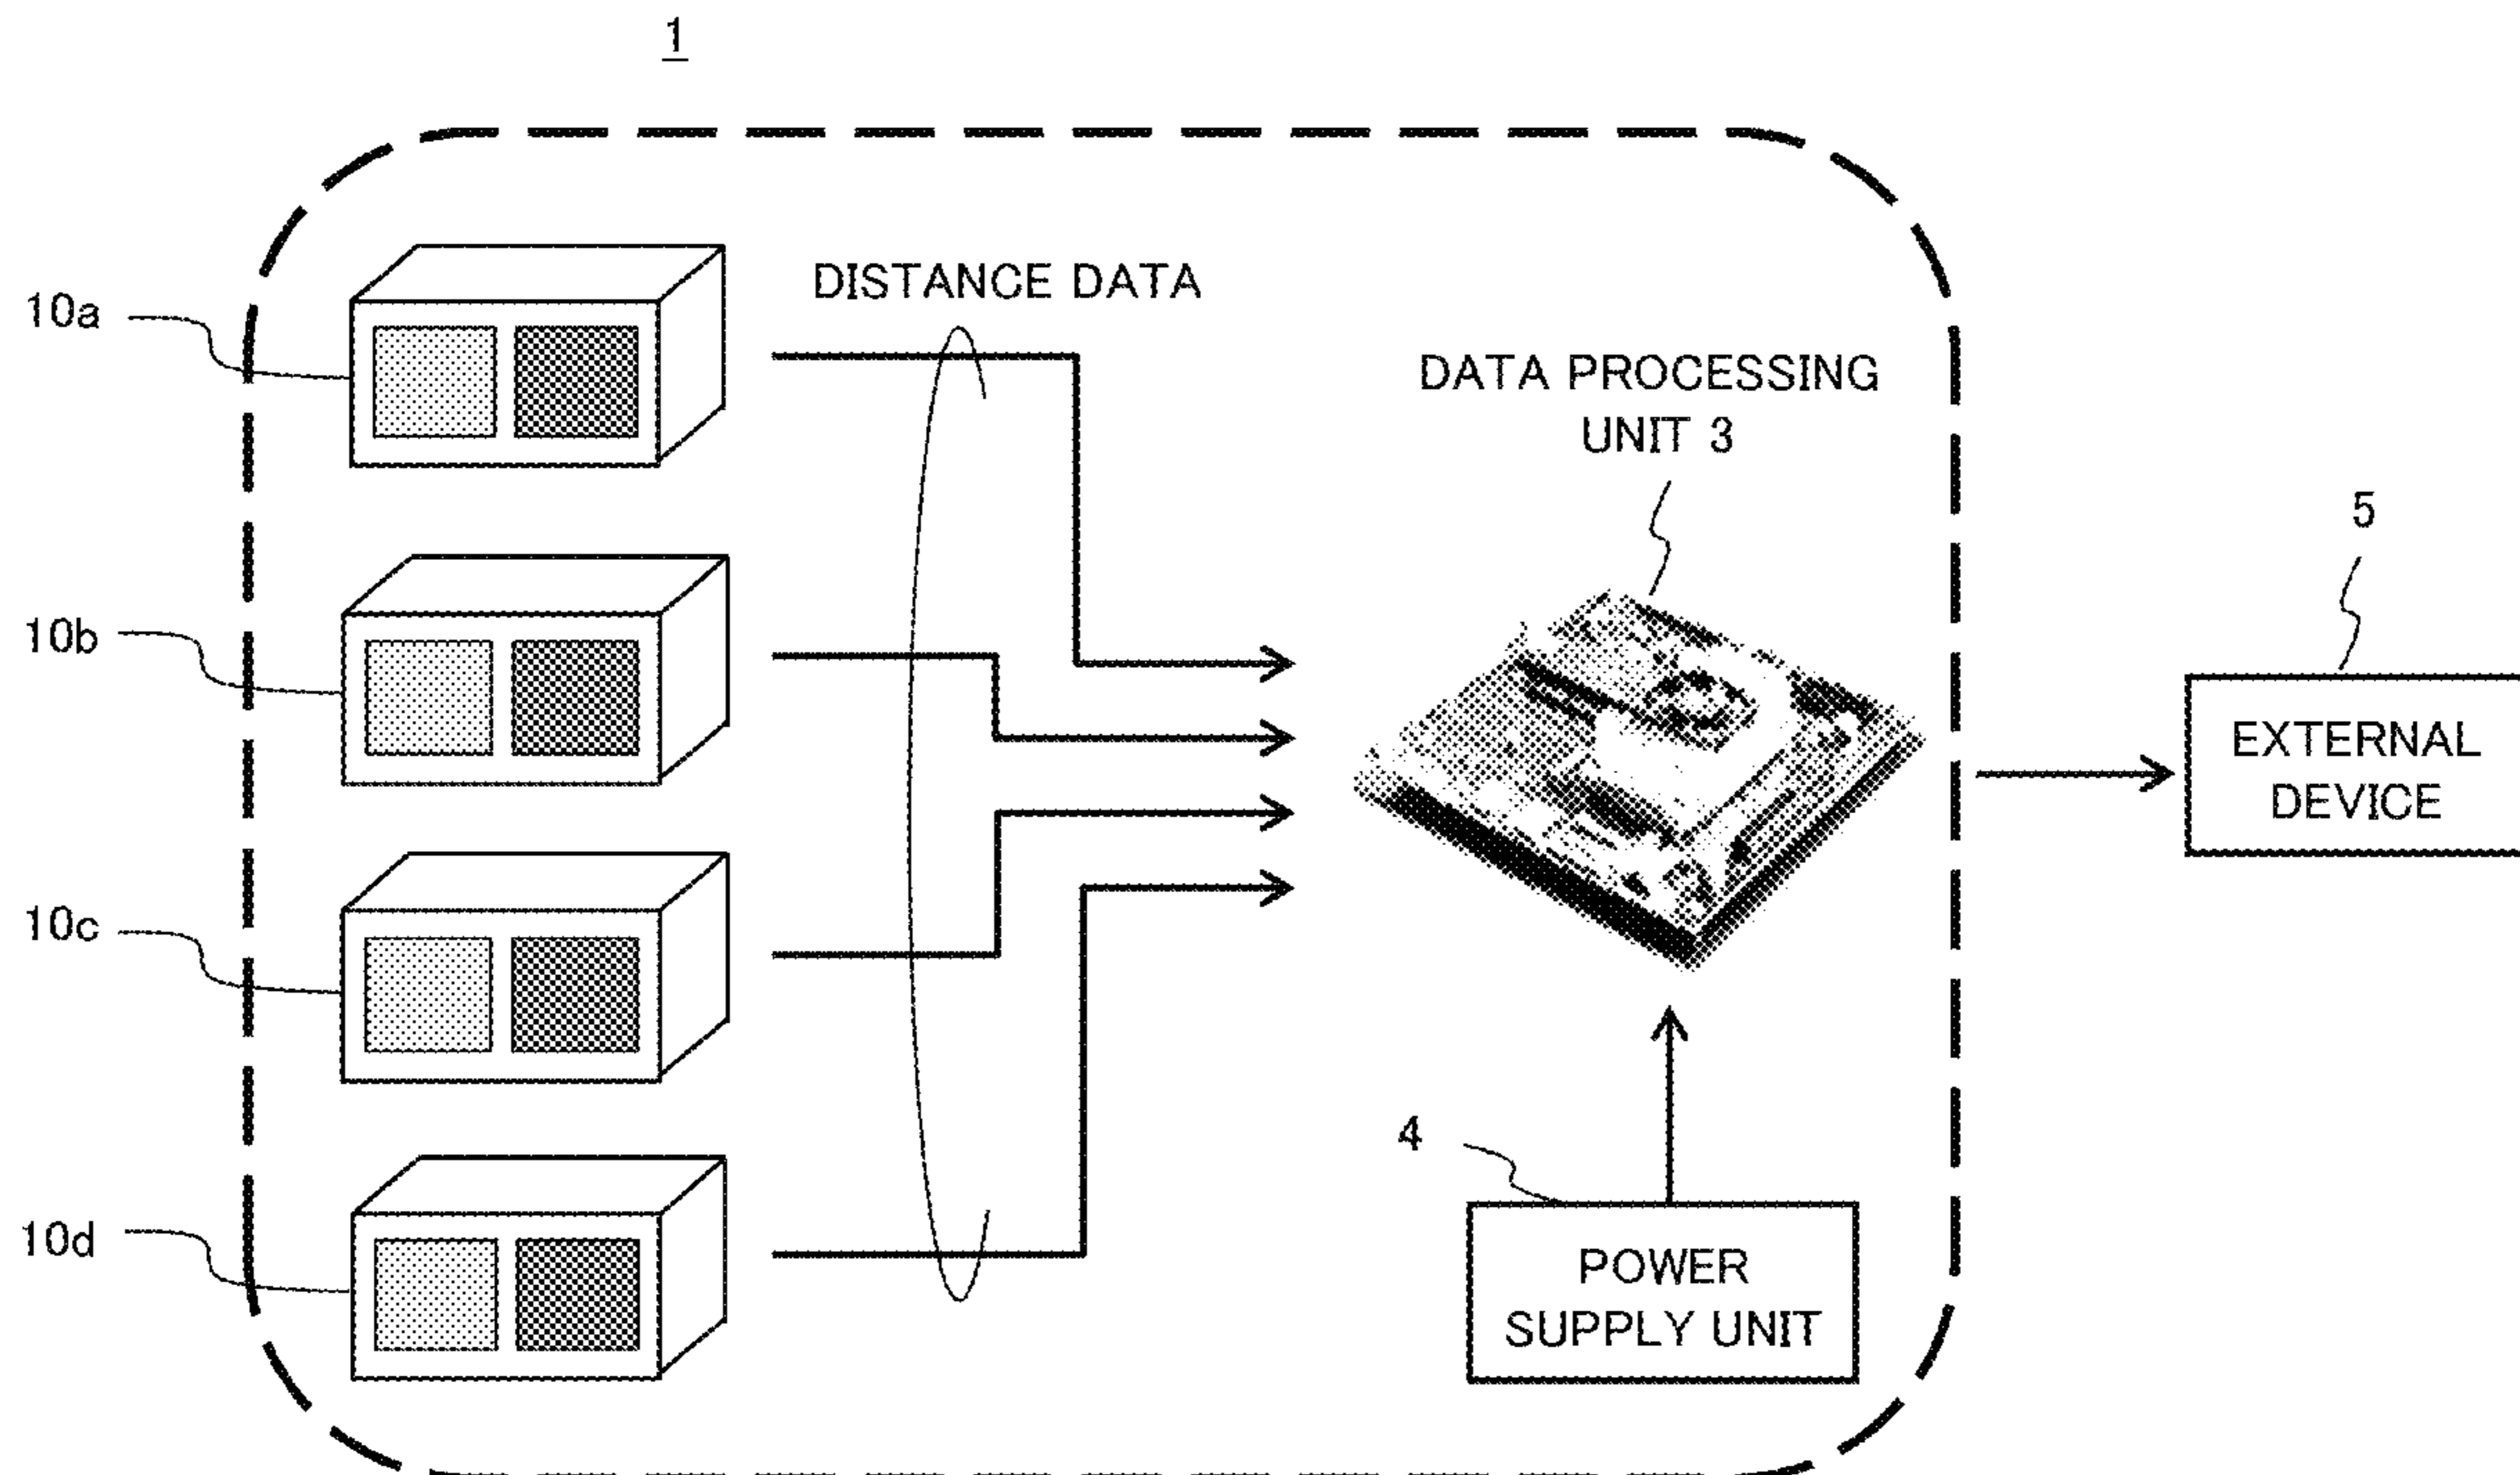 1
DISTANCE DATA
10a
DATA PROCESSING
UNIT 3
5
10b
EXTERNAL
DEVICE
10c
4
10d
POWER
SUPPLY UNIT